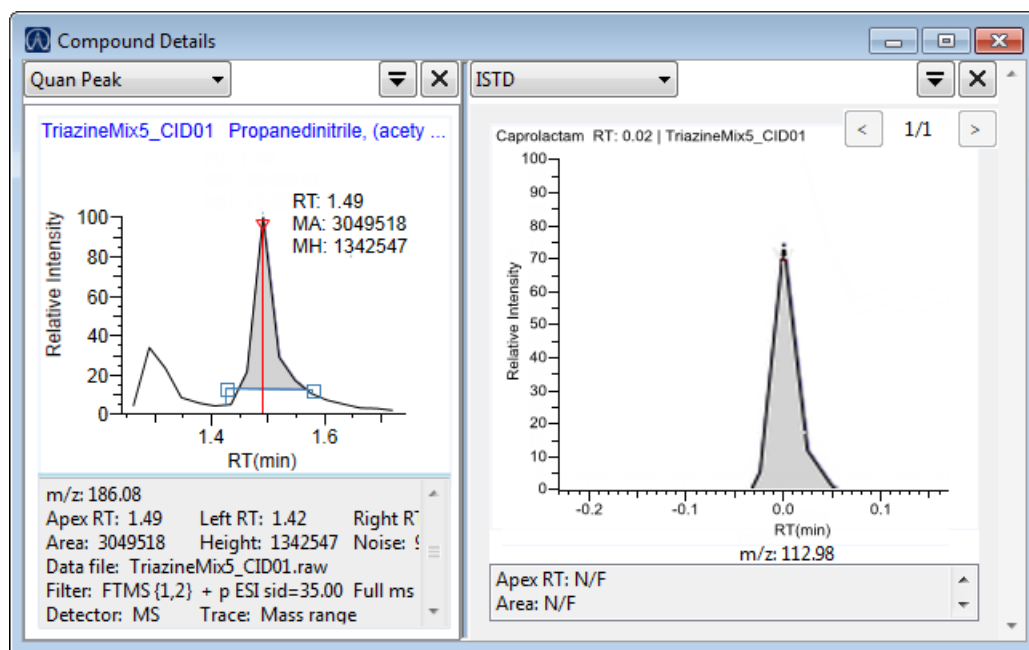 Compound Details
Quan Peak
TriazineMix5_CID01 Propanedinitrile, (acety ...
RT: 1.49
MA: 3049518
MH: 1342547
Relative Intensity
100
80
60
40
20
0
1.4 1.6
RT(min)
m/z: 186.08
Apex RT: 1.49 Left RT: 1.42 Right RT
Area: 3049518 Height: 1342547 Noise:
Data file: TriazineMix5_CID01.raw
Filter: FTMS {1,2} + p ESI sid=35.00 Full ms
Detector: MS Trace: Mass range
ISTD
< 1/1 >
Caprolactam RT: 0.02 | TriazineMix5_CID01
Relative Intensity
100
90
80
70
60
50
40
30
20
10
0
-0.2 -0.1 0.0 0.1
RT(min)
m/z: 112.98
Apex RT: N/F
Area: N/F